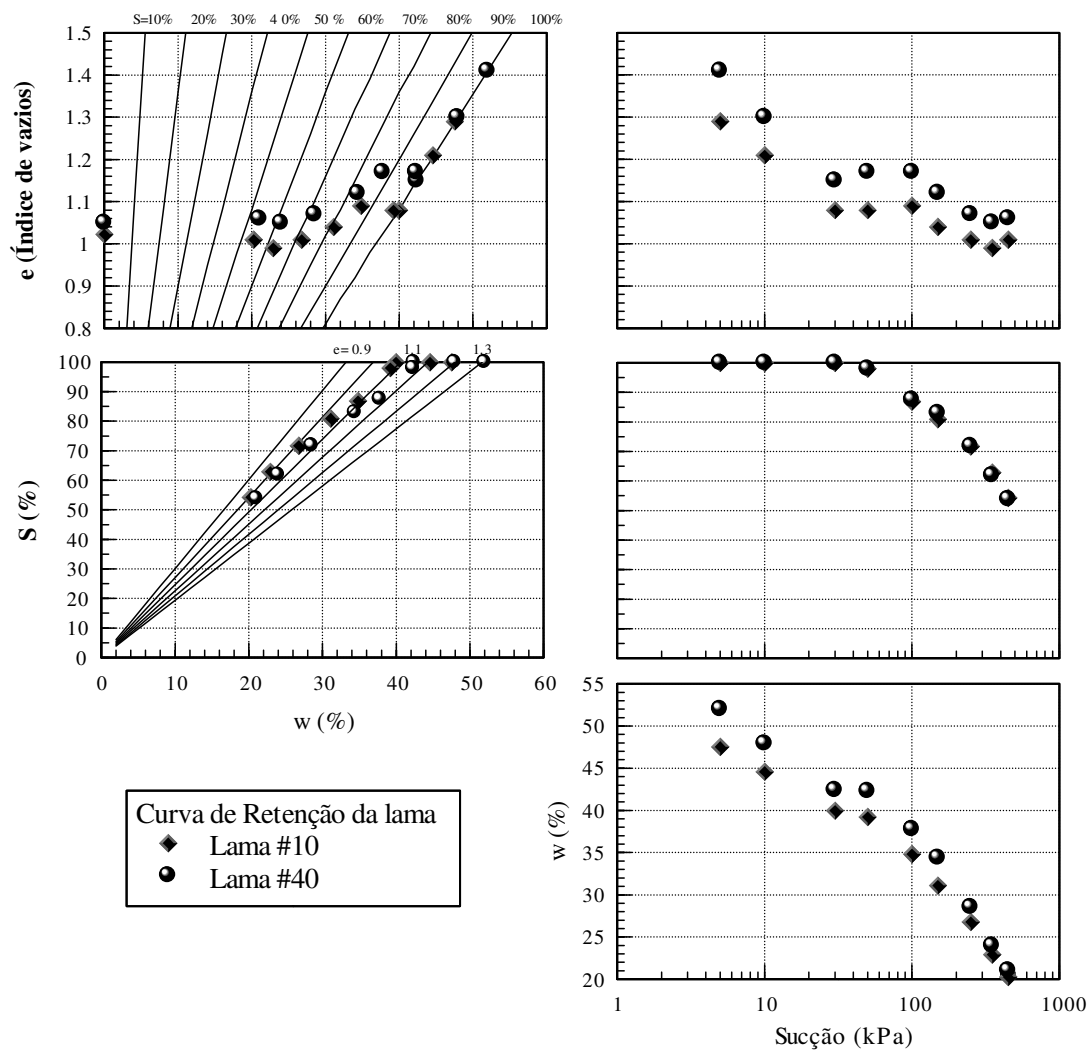 S=10% 20% 30% 4 0 % 50 % 60% 70% 80% 90% 100%
1.5
1.4
1.3
1.2
1.1
1
0.9
0.8
e (Índice de vazios)
e= 0.9 1.1 1.3
100
90
80
70
60
50
40
30
20
10
0
S (%)
0 10 20 30 40 50 60
w (%)
55
50
45
40
35
30
25
20
w (%)
1 10 100 1000
Sucção (kPa)
Curva de Retenção da lama
Lama #10
Lama #40